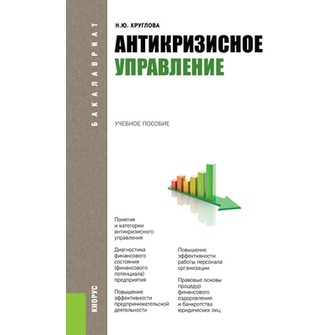 Н.Ю. КРУГЛОВА
АНТИКРИЗИСНОЕ
УПРАВЛЕНИЕ
УЧЕБНОЕ ПОСОБИЕ
БАКАЛАВРИАТ
КНОРУС
Понятия
и категории
антикризисного
управления
Диагностика
финансового
состояния
(финансового
потенциала)
предприятия
Повышение
эффективности
предпринимательской
деятельности
Повышение
эффективности
работы персонала
организации
Правовые основы
процедур
финансового
оздоровления
и банкротства
юридических лиц